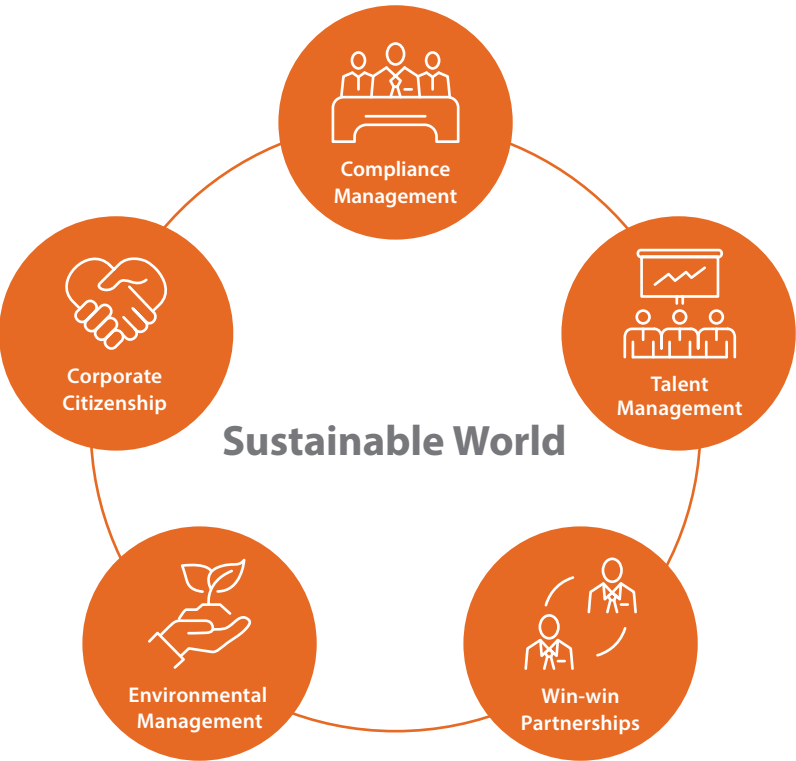 Compliance
Management
Corporate
Citizenship
Talent
Management
Sustainable World
Environmental
Management
Win-win
Partnerships